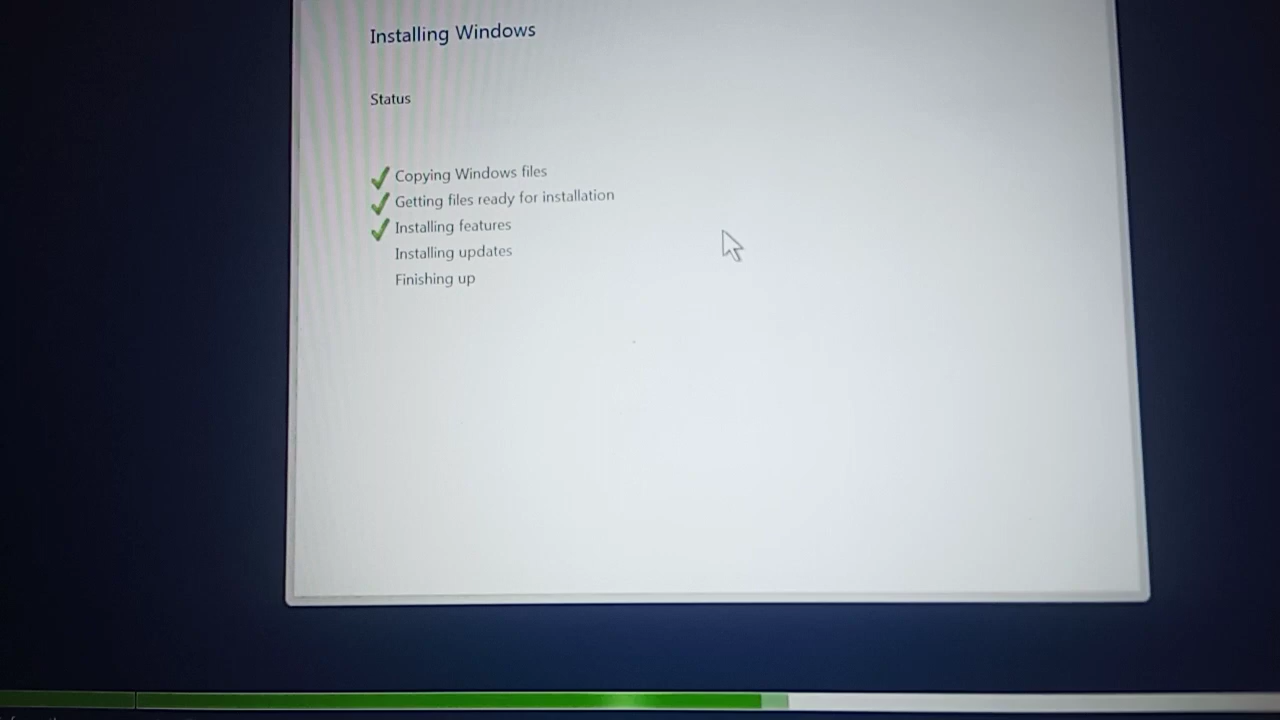 Installing Windows
Status
Copying Windows files
Getting files ready for installation
Installing features
Installing updates
Finishing up